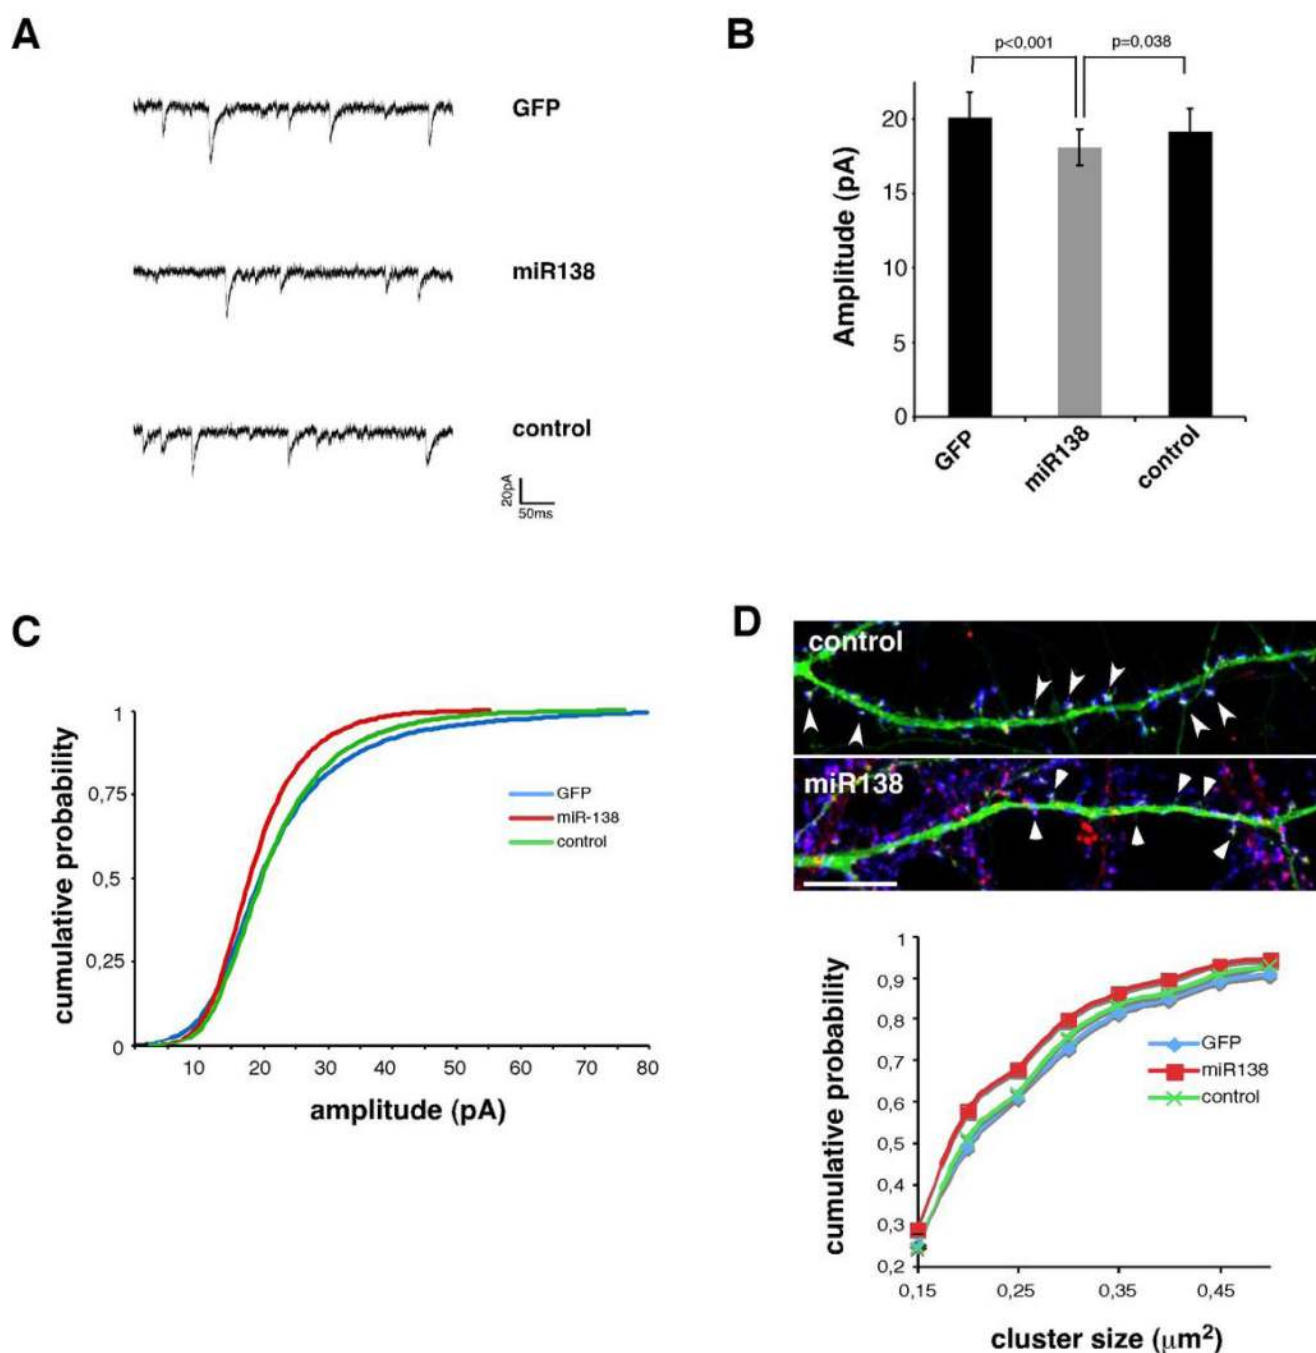 A
GFP
miR138
control
20pA
50ms
B
p<0,001
p=0,038
Amplitude (pA)
20
15
10
5
0
GFP
miR138
control
C
cumulative probability
1
0,75
0,5
0,25
0
10 20 30 40 50 60 70 80
amplitude (pA)
GFP
miR-138
control
D
control
miR138
cumulative probability
1
0,9
0,8
0,7
0,6
0,5
0,4
0,3
0,2
0,15 0,25 0,35 0,45
cluster size (μm²)
GFP
miR138
control